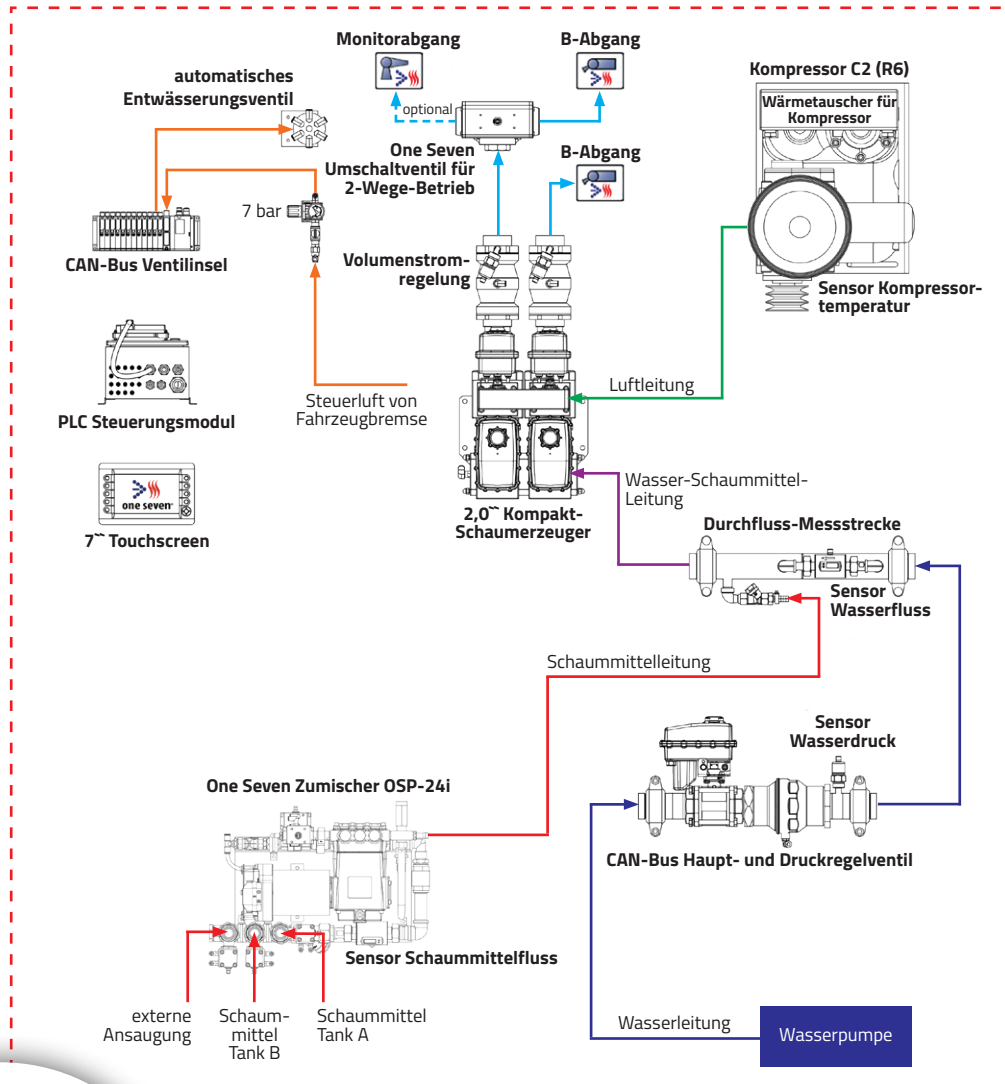 Monitorabgang
B-Abgang
Kompressor C2 (R6)
automatisches
Entwässerungsventil
Wärmetauscher für
Kompressor
optional
One Seven
Umschaltventil für
2-Wege-Betrieb
B-Abgang
7 bar
CAN-Bus Ventilinsel
Volumenstrom-
regelung
Sensor Kompressor-
temperatur
Luftleitung
Steuerluft von
Fahrzeugbremse
PLC Steuerungsmodul
one seven
7˜˜ Touchscreen
Wasser-Schaummittel-
Leitung
2,0˜˜ Kompakt-
Schaumerzeuger
Durchfluss-Messstrecke
Sensor
Wasserfluss
Schaummittelleitung
Sensor
Wasserdruck
One Seven Zumischer OSP-24i
CAN-Bus Haupt- und Druckregelventil
Sensor Schaummittelfluss
externe
Ansaugung
Schaum-
mittel
Tank B
Schaummittel
Tank A
Wasserleitung
Wasserpumpe